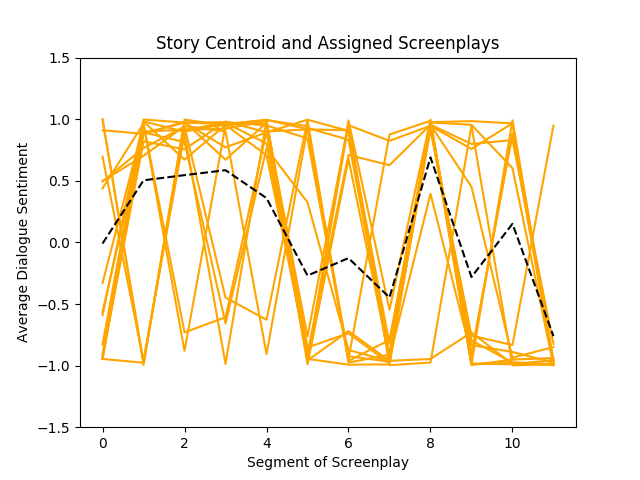 Story Centroid and Assigned Screenplays
1.5
1.0
0.5
0.0
−0.5
−1.0
−1.5
Average Dialogue Sentiment
0 2 4 6 8 10
Segment of Screenplay